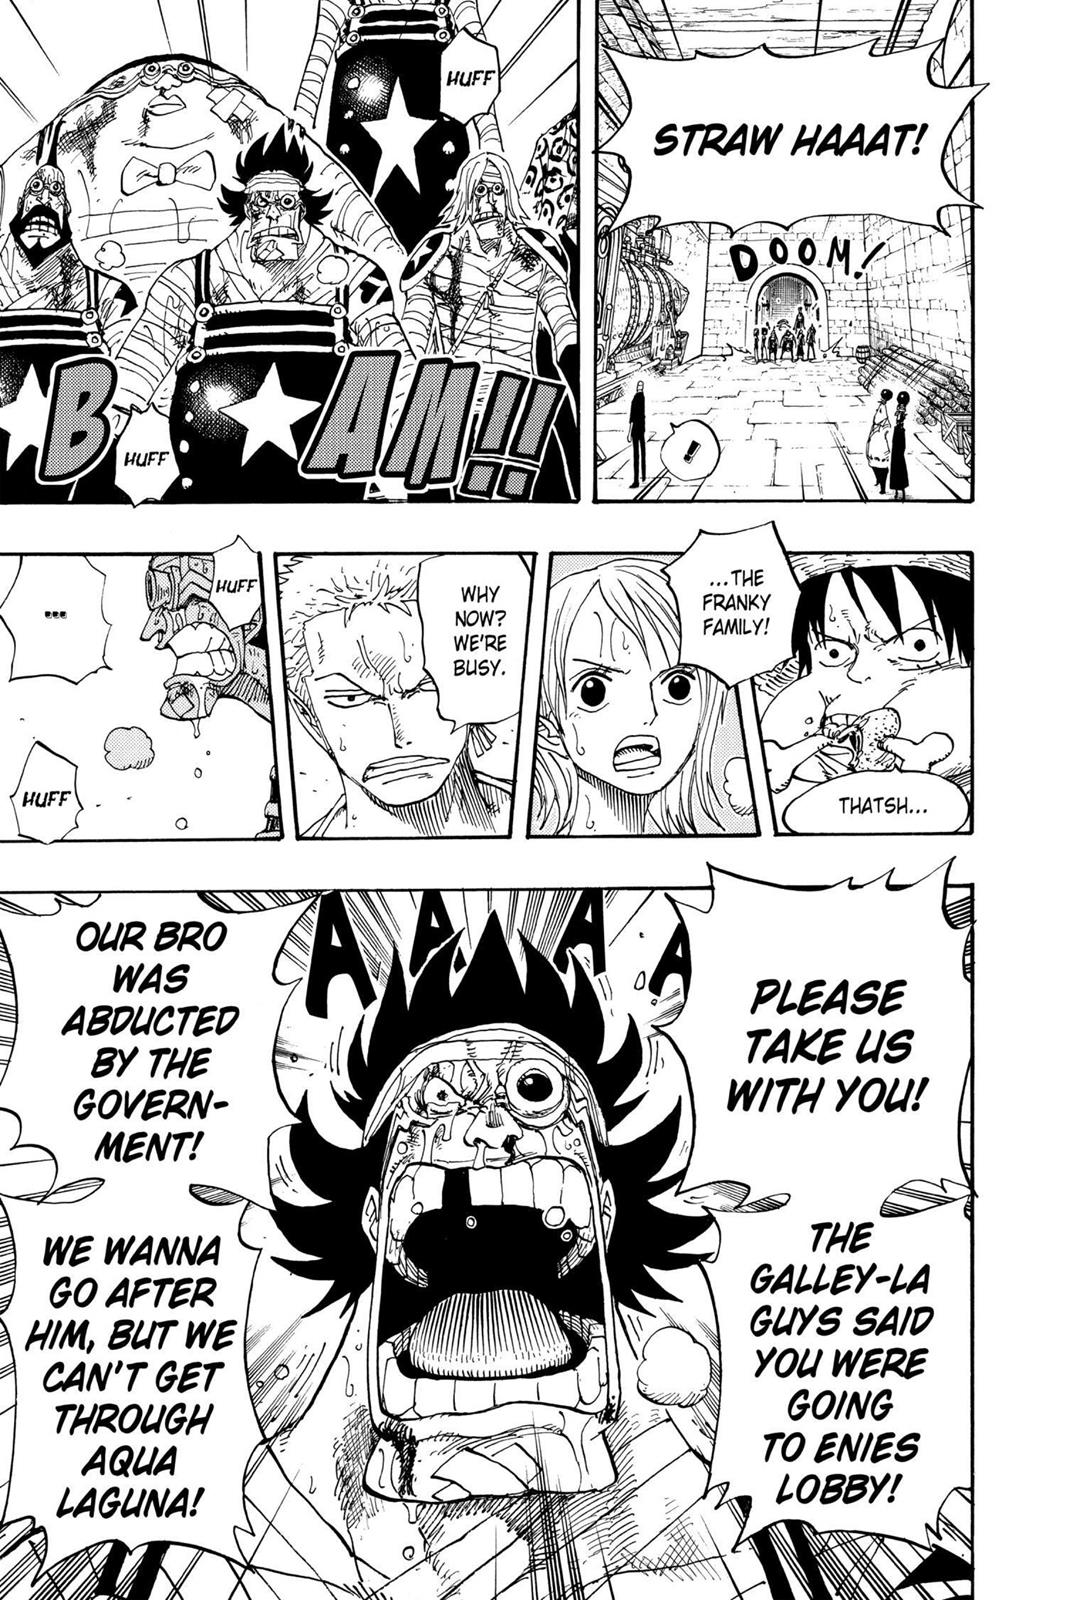 STRAW HAAAT!
DOOM!
!
HUFF
HUFF
BAM!!
THATSH...
...THE
FRANKY
FAMILY!
WHY
NOW?
WE'RE
BUSY.
HUFF
...
HUFF
AAAAA
PLEASE
TAKE US
WITH YOU!
THE
GALLEY-LA
GUYS SAID
YOU WERE
GOING
TO ENIES
LOBBY!
OUR BRO
WAS
ABDUCTED
BY THE
GOVERN-
MENT!
WE WANNA
GO AFTER
HIM, BUT WE
CAN'T GET
THROUGH
AQUA
LAGUNA!